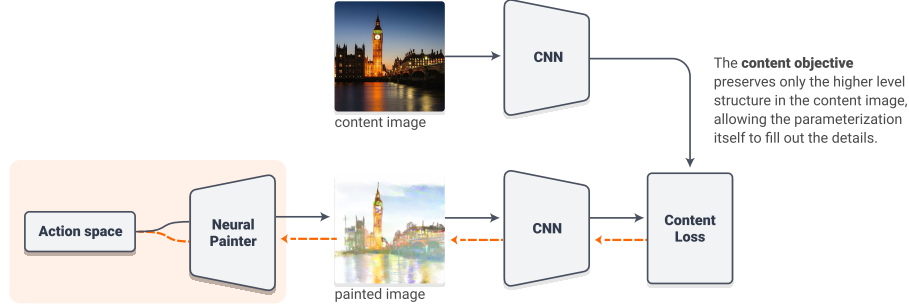 CNN
The content objective
preserves only the higher level
structure in the content image,
allowing the parameterization
itself to fill out the details.
content image
Action space
Neural
Painter
CNN
Content
Loss
painted image